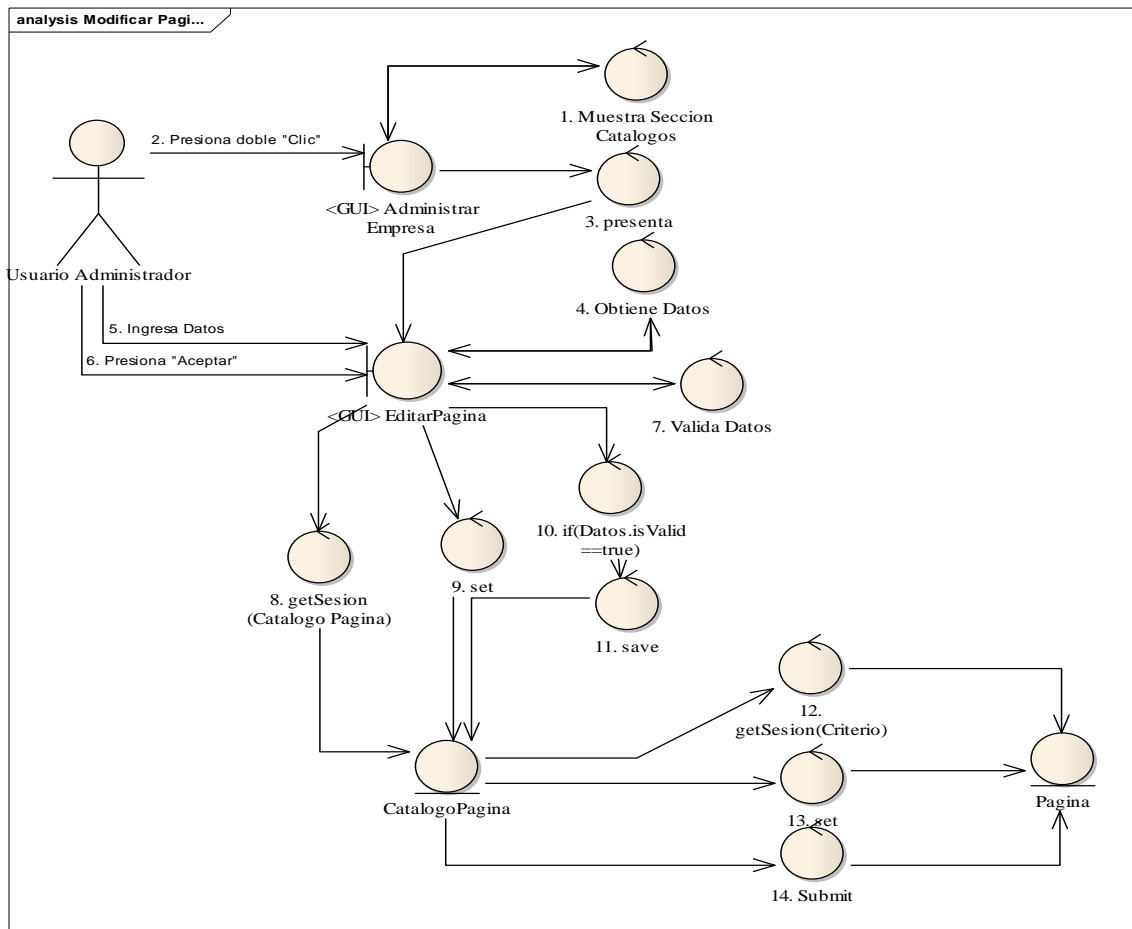 analysis Modificar Pagi...
1. Muestra Seccion
Catalogos
2. Presiona doble "Clic"
<GUI> Administrar
Empresa
3. presenta
Usuario Administrador
4. Obtiene Datos
5. Ingresa Datos
6. Presiona "Aceptar"
<GUI> EditarPagina
7. Valida Datos
10. if(Datos.isValid
==true)
8. getSesion
(Catalogo Pagina)
9. set
11. save
12.
getSesion(Criterio)
CatalogoPagina
Pagina
13. set
14. Submit